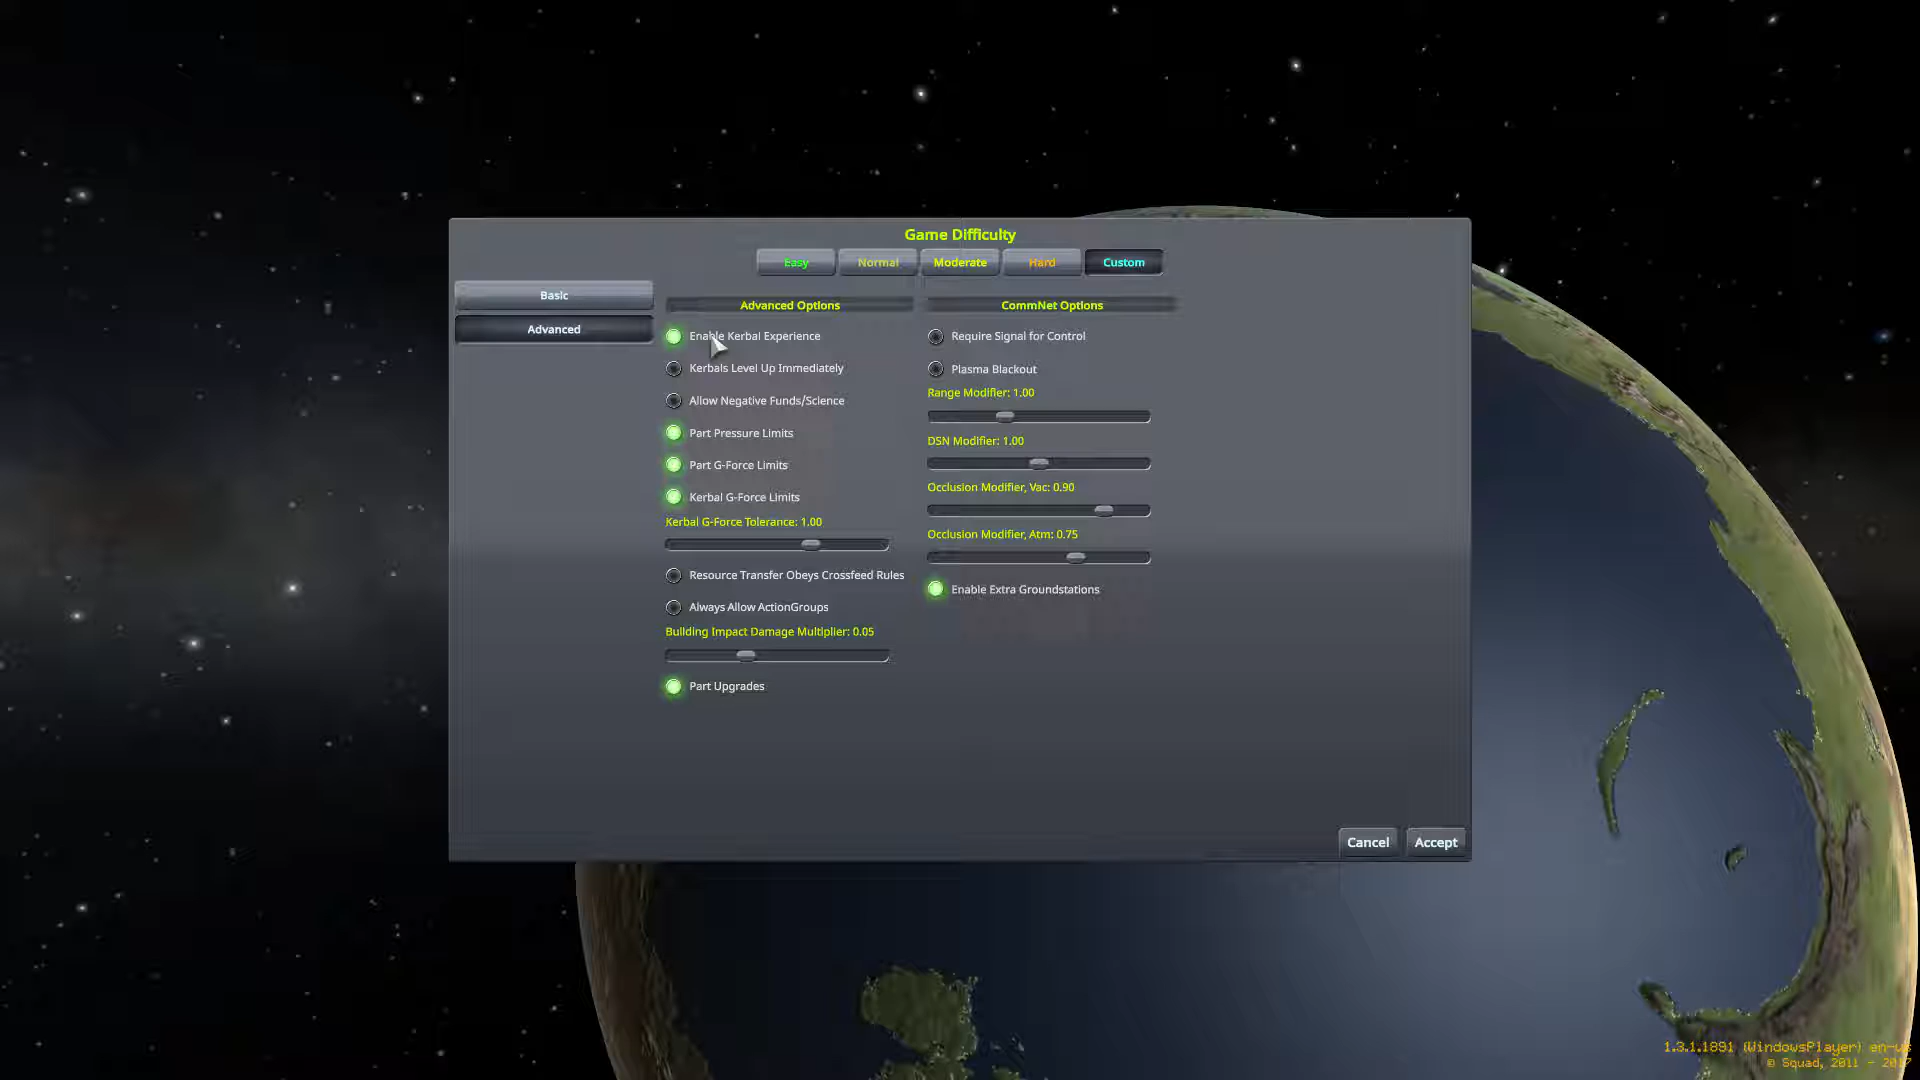 Game Difficulty
Easy Normal Moderate Hard Custom
Basic
Advanced
Advanced Options
Enable Kerbal Experience
Kerbals Level Up Immediately
Allow Negative Funds/Science
Part Pressure Limits
Part G-Force Limits
Kerbal G-Force Limits
Kerbal G-Force Tolerance: 1.00
Resource Transfer Obeys Crossfeed Rules
Always Allow ActionGroups
Building Impact Damage Multiplier: 0.05
Part Upgrades
CommNet Options
Require Signal for Control
Plasma Blackout
Range Modifier: 1.00
DSN Modifier: 1.00
Occlusion Modifier, Vac: 0.90
Occlusion Modifier, Atm: 0.75
Enable Extra Groundstations
Cancel Accept
1.3.1.1891 (WindowsPlayer) en-us
© Squad, 2011 - 2017